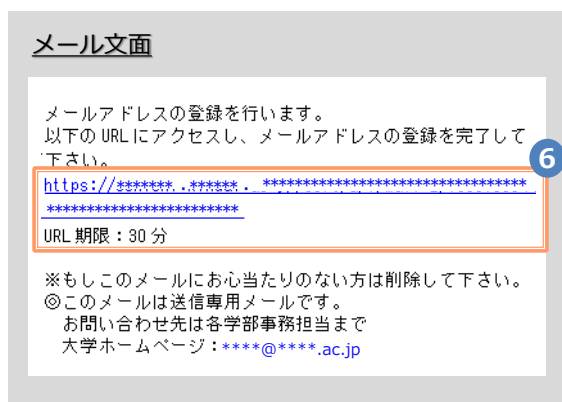 メール文面
メールアドレスの登録を行います。
以下のURLにアクセスし、メールアドレスの登録を完了して
下さい。
6
https://*******.******.*********************************
************************
URL期限：30分
※もしこのメールにお心当たりのない方は削除して下さい。
◎このメールは送信専用メールです。
お問い合わせ先は各学部事務担当まで
大学ホームページ：****@****.ac.jp